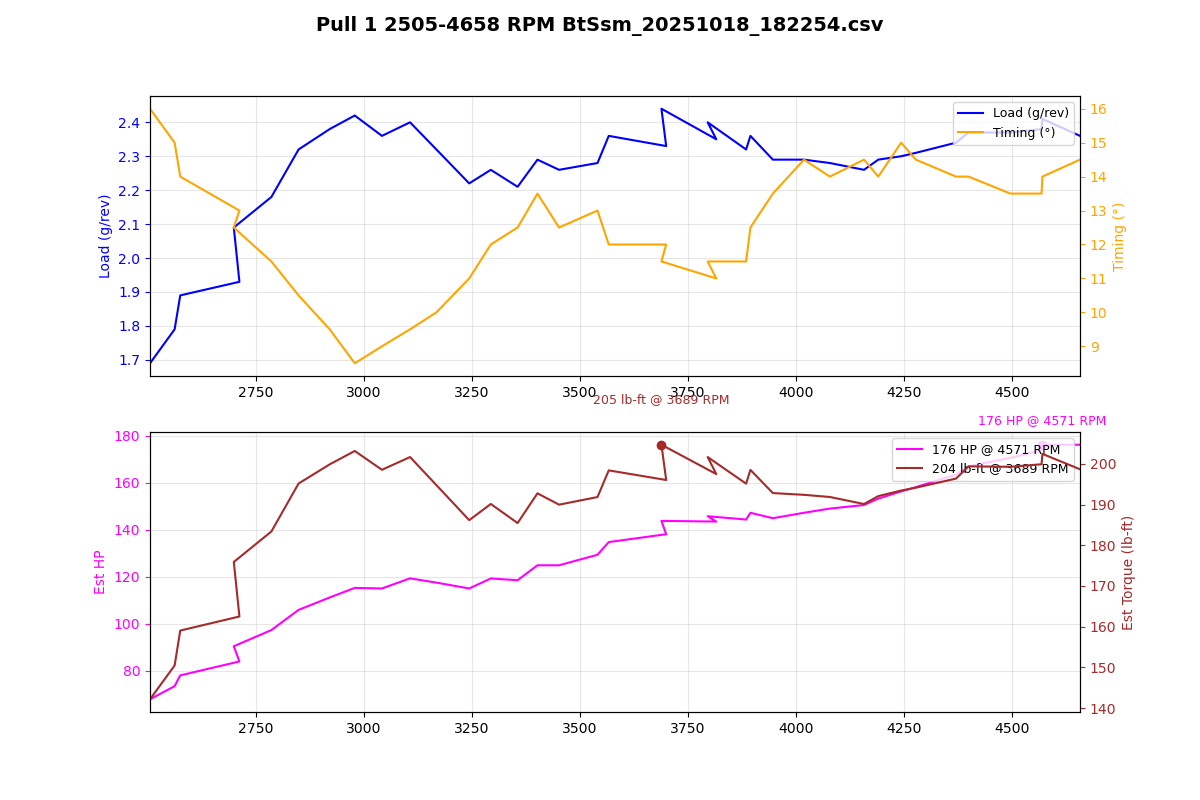 Pull 1 2505-4658 RPM BtSsm_20251018_182254.csv
Load (g/rev)
Timing (°)
2.4
2.3
2.2
2.1
2.0
1.9
1.8
1.7
Load (g/rev)
16
15
14
13
12
11
10
9
Timing (°)
2750 3000 3250 3500 3750 4000 4250 4500
205 lb-ft @ 3689 RPM
176 HP @ 4571 RPM
176 HP @ 4571 RPM
204 lb-ft @ 3689 RPM
180
160
140
120
100
80
Est HP
200
190
180
170
160
150
140
Est Torque (lb-ft)
2750 3000 3250 3500 3750 4000 4250 4500